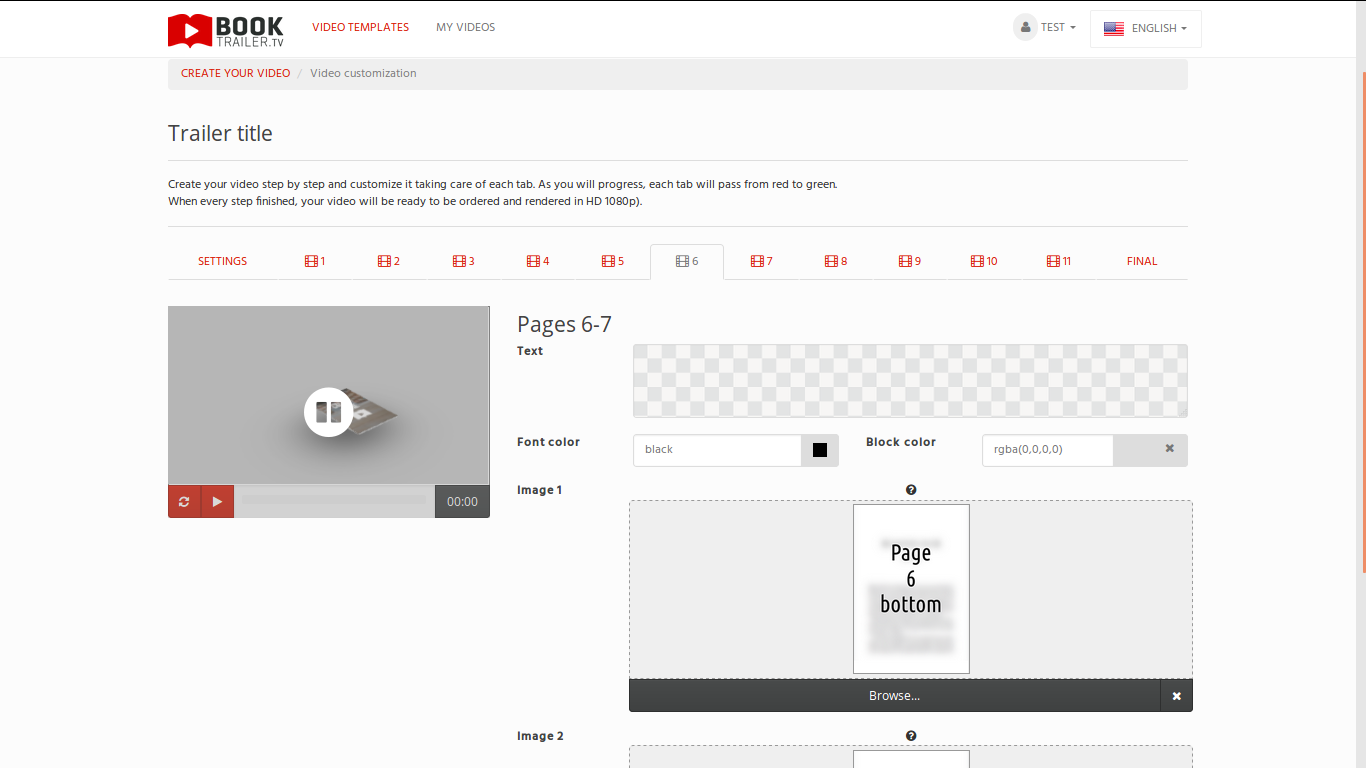 BOOK
TRAILER.TV
VIDEO TEMPLATES
MY VIDEOS
TEST
ENGLISH
CREATE YOUR VIDEO / Video customization
Trailer title
Create your video step by step and customize it taking care of each tab. As you will progress, each tab will pass from red to green.
When every step finished, your video will be ready to be ordered and rendered in HD 1080p).
SETTINGS 1 2 3 4 5 6 7 8 9 10 11 FINAL
Pages 6-7
Text
Font color
black
Block color
rgba(0,0,0,0)
00:00
Image 1
Page
6
bottom
Browse...
Image 2